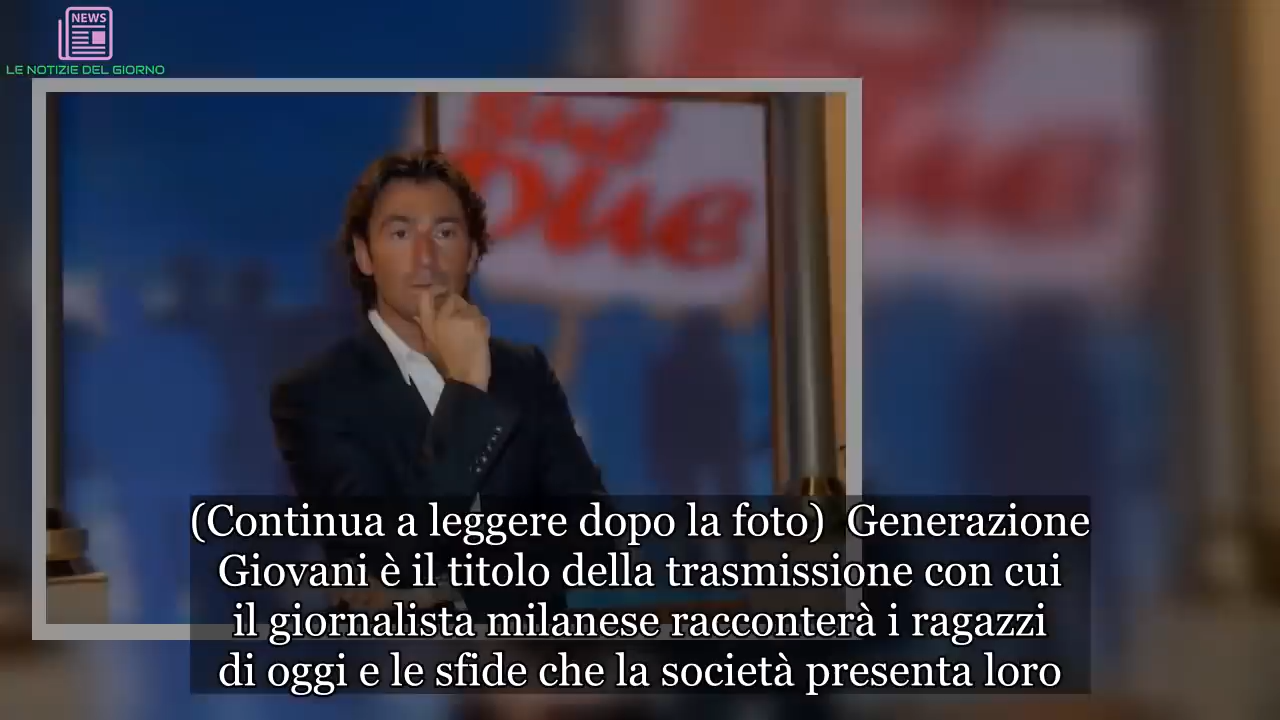 NEWS
LE NOTIZIE DEL GIORNO
Due
(Continua a leggere dopo la foto)  Generazione
Giovani è il titolo della trasmissione con cui
il giornalista milanese racconterà i ragazzi
di oggi e le sfide che la società presenta loro